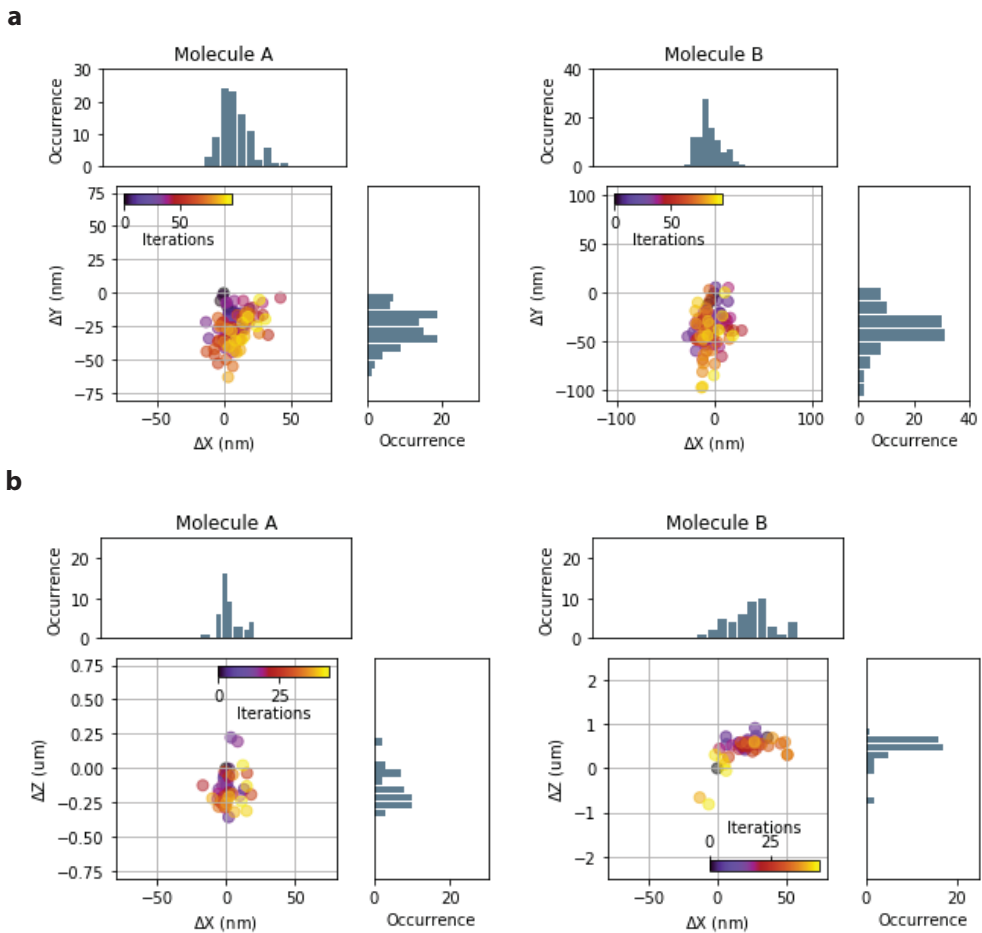 a
Molecule A
Occurrence
30
20
10
0
75
50
25
0
−25
−50
−75
ΔY (nm)
0 50
Iterations
−50 0 50
ΔX (nm)
0 20
Occurrence
Molecule B
Occurrence
40
20
0
100
50
0
−50
−100
ΔY (nm)
0 50
Iterations
−100 0 100
ΔX (nm)
0 20 40
Occurrence
b
Molecule A
Occurrence
20
10
0
0.75
0.50
0.25
0.00
−0.25
−0.50
−0.75
ΔZ (um)
0 25
Iterations
−50 0 50
ΔX (nm)
0 20
Occurrence
Molecule B
Occurrence
20
10
0
2
1
0
−1
−2
ΔZ (um)
Iterations
0 25
−50 0 50
ΔX (nm)
0 20
Occurrence